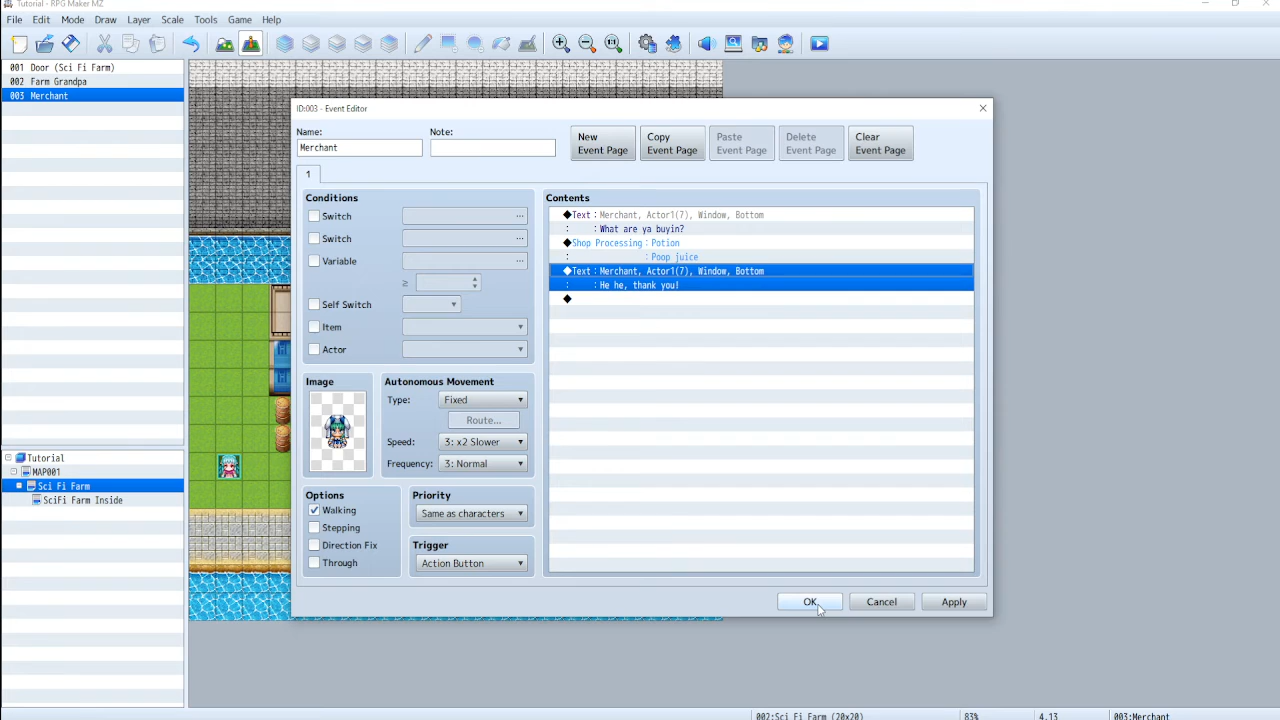 Tutorial - RPG Maker MZ
File Edit Mode Draw Layer Scale Tools Game Help
001 Door (Sci Fi Farm)
002 Farm Grandpa
003 Merchant
ID:003 - Event Editor
Name:
Note:
Merchant
New Event Page
Copy Event Page
Paste Event Page
Delete Event Page
Clear Event Page
1
Conditions
Switch
Switch
Variable
≥
Self Switch
Item
Actor
Image
Autonomous Movement
Type: Fixed
Route...
Speed: 3: x2 Slower
Frequency: 3: Normal
Options
Walking
Stepping
Direction Fix
Through
Priority
Same as characters
Trigger
Action Button
Contents
◆Text：Merchant, Actor1(7), Window, Bottom
：　　：What are ya buyin?
◆Shop Processing：Potion
：　　　　　　　：Poop juice
◆Text：Merchant, Actor1(7), Window, Bottom
：　　：He he, thank you!
◆
OK
Cancel
Apply
Tutorial
MAP001
Sci Fi Farm
SciFi Farm Inside
002:Sci Fi Farm (20x20)
83%
4,13
003:Merchant